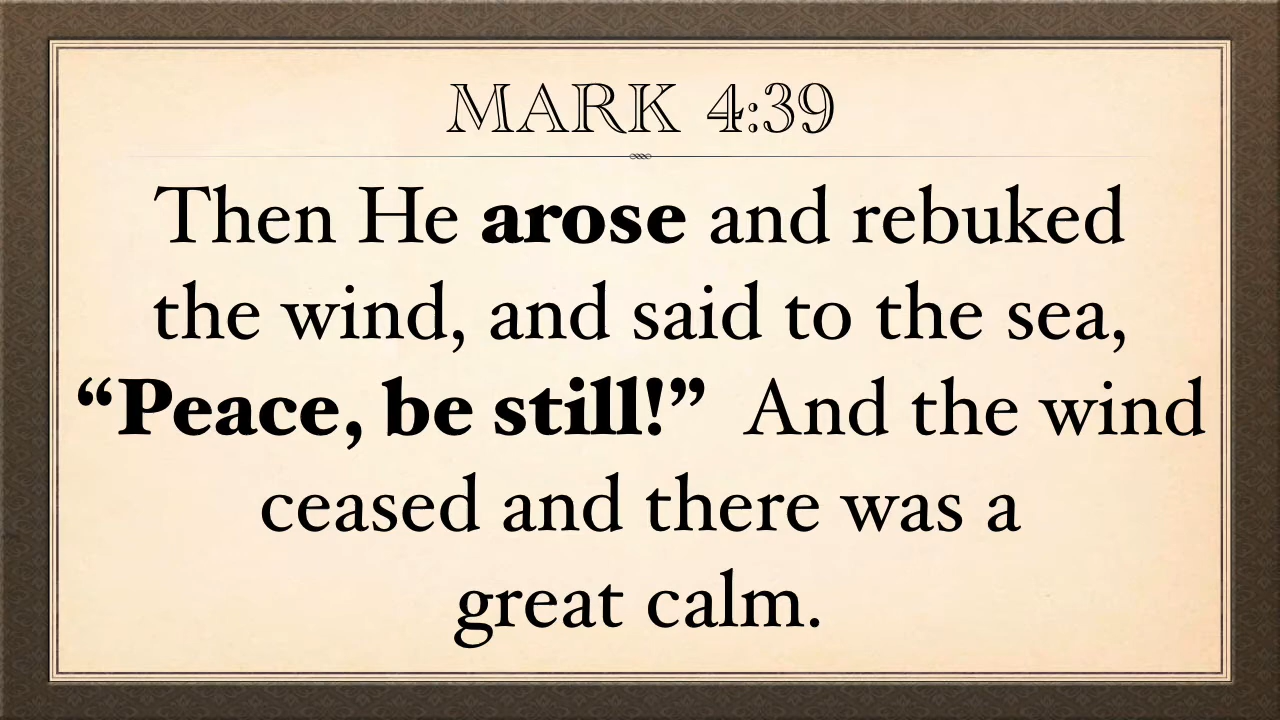 MARK 4:39
Then He arose and rebuked
the wind, and said to the sea,
“Peace, be still!”  And the wind
ceased and there was a
great calm.